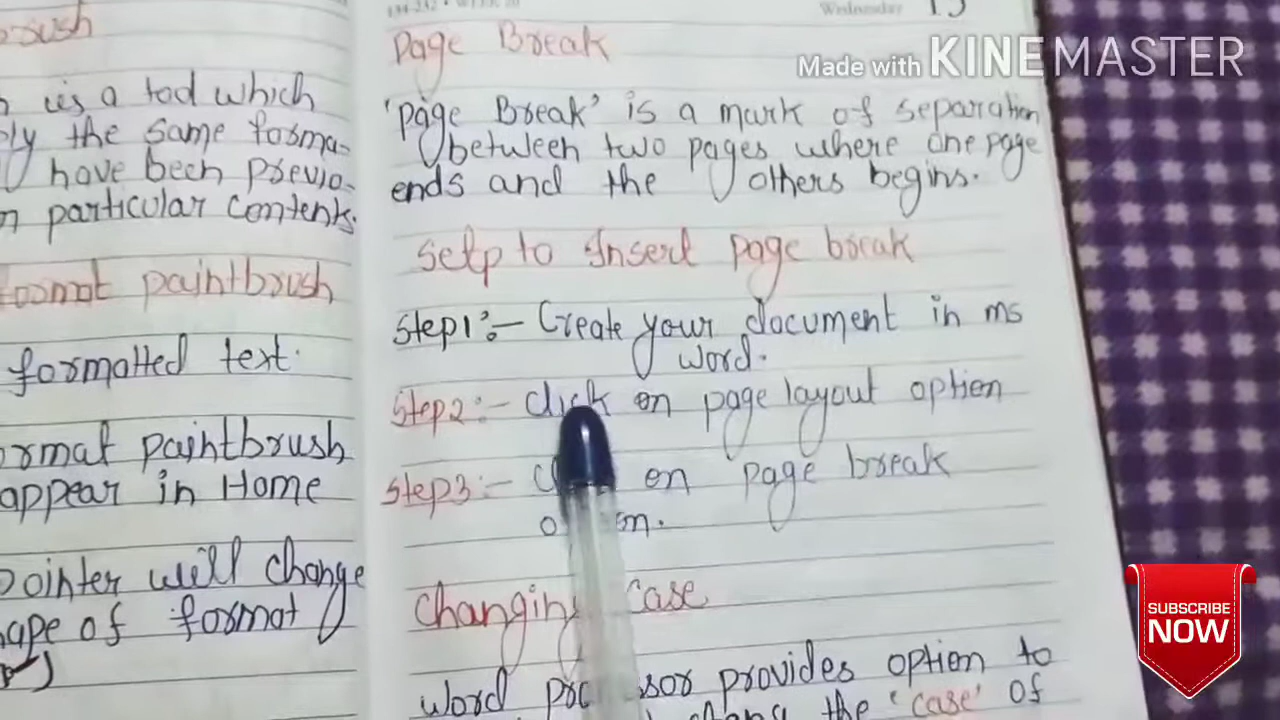 is a tool which
the same forma-
have been previo-
particular contents.
paintbrush
formatted text.
paintbrush
appear in Home
pointer will change
of format
Wednesday
Page Break
Made with KINEMASTER
'Page Break' is a mark of separation
between two pages where one page
ends and the others begins.
Setp to Insert page break
Step1:- Create your document in ms
word.
Step2:- Click on page layout option
Step3:- on page break
Changing case
word provides option to
the 'case' of
SUBSCRIBE
NOW